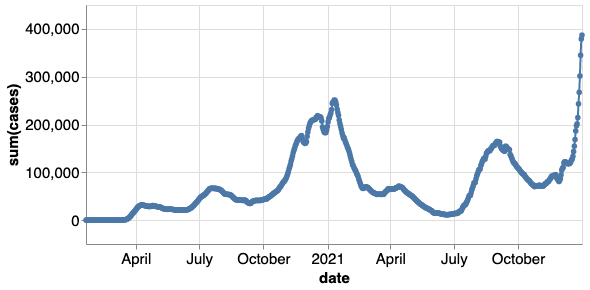 400,000
300,000
200,000
100,000
0
sum(cases)
April
July
October
2021
April
July
October
date